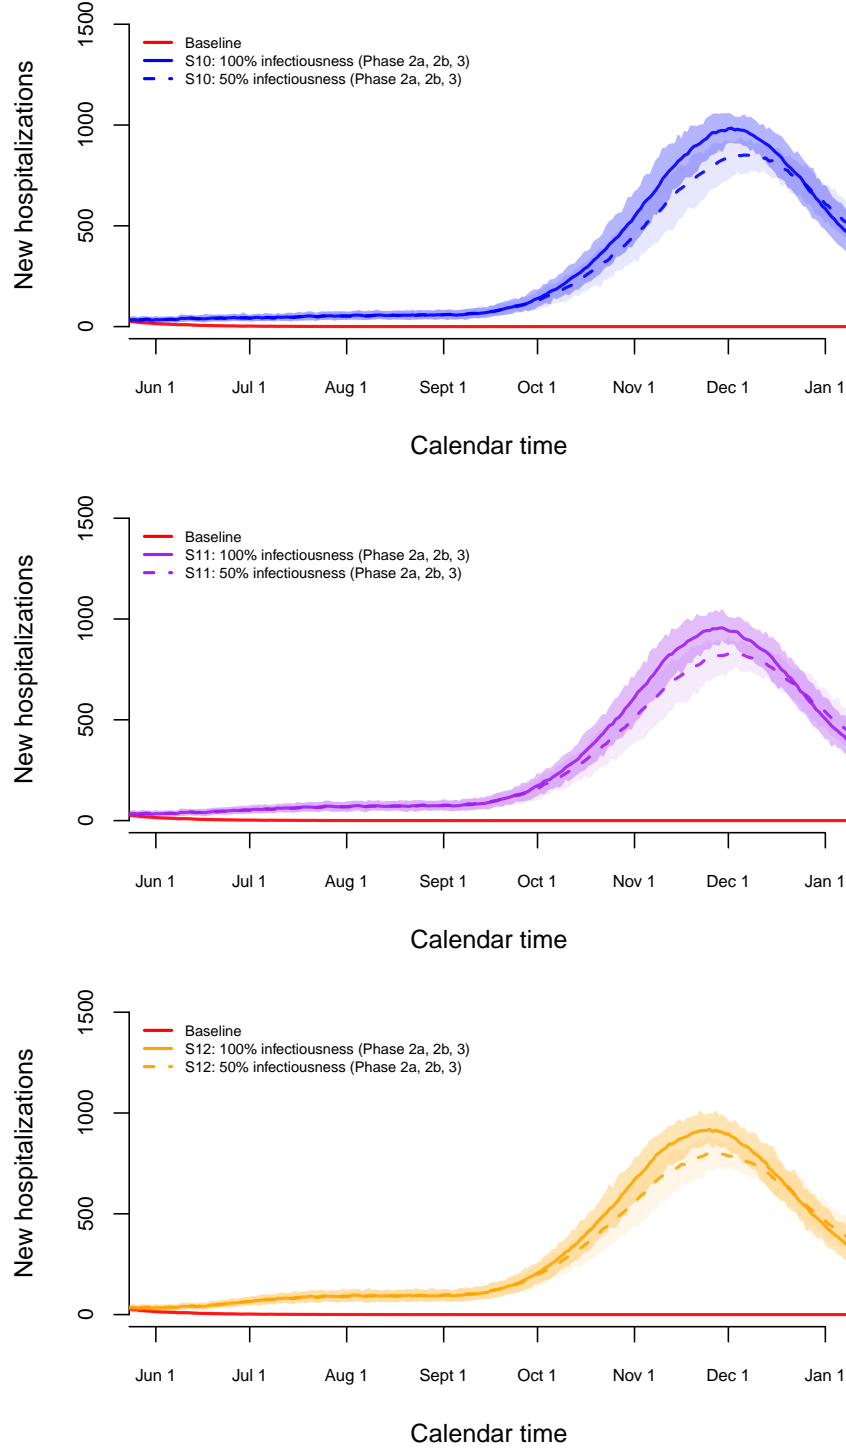 New hospitalizations
1500
1000
500
0
Baseline
S10: 100% infectiousness (Phase 2a, 2b, 3)
S10: 50% infectiousness (Phase 2a, 2b, 3)
Jun 1 Jul 1 Aug 1 Sept 1 Oct 1 Nov 1 Dec 1 Jan 1
Calendar time
New hospitalizations
1500
1000
500
0
Baseline
S11: 100% infectiousness (Phase 2a, 2b, 3)
S11: 50% infectiousness (Phase 2a, 2b, 3)
Jun 1 Jul 1 Aug 1 Sept 1 Oct 1 Nov 1 Dec 1 Jan 1
Calendar time
New hospitalizations
1500
1000
500
0
Baseline
S12: 100% infectiousness (Phase 2a, 2b, 3)
S12: 50% infectiousness (Phase 2a, 2b, 3)
Jun 1 Jul 1 Aug 1 Sept 1 Oct 1 Nov 1 Dec 1 Jan 1
Calendar time